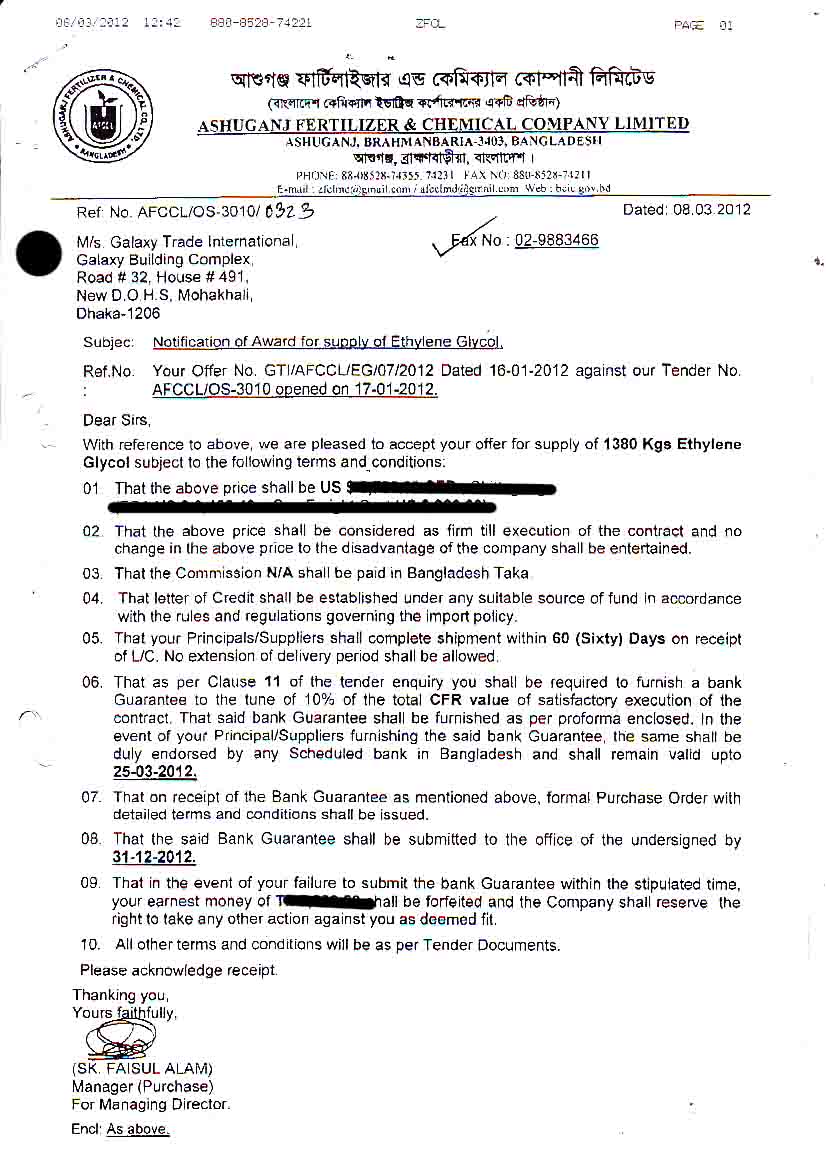 08/03/2012 12:42 880-8528-74221 ZFCL PAGE 01
ASHUGANJ FERTILIZER & CHEMICAL CO. LTD.
AFCCL
BANGLADESH
আশুগঞ্জ ফার্টিলাইজার এন্ড কেমিক্যাল কোম্পানী লিমিটেড
(বাংলাদেশ কেমিক্যাল ইন্ডাষ্ট্রিজ কর্পোরেশনের একটি প্রতিষ্ঠান)
ASHUGANJ FERTILIZER & CHEMICAL COMPANY LIMITED
ASHUGANJ, BRAHMANBARIA-3403, BANGLADESH
আশুগঞ্জ, ব্রাহ্মণবাড়ীয়া, বাংলাদেশ ।
PHONE: 88-08528-74355, 74231 FAX NO: 880-8528-74211
E-mail : zfclmd@gmail.com / afcclmd@gmail.com Web : bcic.gov.bd
Ref: No. AFCCL/OS-3010/ 0323 Dated: 08.03.2012
M/s. Galaxy Trade International, Fax No : 02-9883466
Galaxy Building Complex,
Road # 32, House # 491,
New D.O.H.S, Mohakhali,
Dhaka-1206
Subjec: Notification of Award for supply of Ethylene Glycol.
Ref.No. Your Offer No. GTI/AFCCL/EG/07/2012 Dated 16-01-2012 against our Tender No.
: AFCCL/OS-3010 opened on 17-01-2012.
Dear Sirs,
With reference to above, we are pleased to accept your offer for supply of 1380 Kgs Ethylene
Glycol subject to the following terms and conditions:
01 That the above price shall be US $
02. That the above price shall be considered as firm till execution of the contract and no
change in the above price to the disadvantage of the company shall be entertained.
03. That the Commission N/A shall be paid in Bangladesh Taka
04. That letter of Credit shall be established under any suitable source of fund in accordance
with the rules and regulations governing the import policy.
05. That your Principals/Suppliers shall complete shipment within 60 (Sixty) Days on receipt
of L/C. No extension of delivery period shall be allowed.
06. That as per Clause 11 of the tender enquiry you shall be required to furnish a bank
Guarantee to the tune of 10% of the total CFR value of satisfactory execution of the
contract. That said bank Guarantee shall be furnished as per proforma enclosed. In the
event of your Principal/Suppliers furnishing the said bank Guarantee, the same shall be
duly endorsed by any Scheduled bank in Bangladesh and shall remain valid upto
25-03-2012.
07. That on receipt of the Bank Guarantee as mentioned above, formal Purchase Order with
detailed terms and conditions shall be issued.
08. That the said Bank Guarantee shall be submitted to the office of the undersigned by
31-12-2012.
09. That in the event of your failure to submit the bank Guarantee within the stipulated time,
your earnest money of hall be forfeited and the Company shall reserve the
right to take any other action against you as deemed fit.
10. All other terms and conditions will be as per Tender Documents.
Please acknowledge receipt.
Thanking you,
Yours faithfully,
(SK. FAISUL ALAM)
Manager (Purchase)
For Managing Director.
Encl: As above.